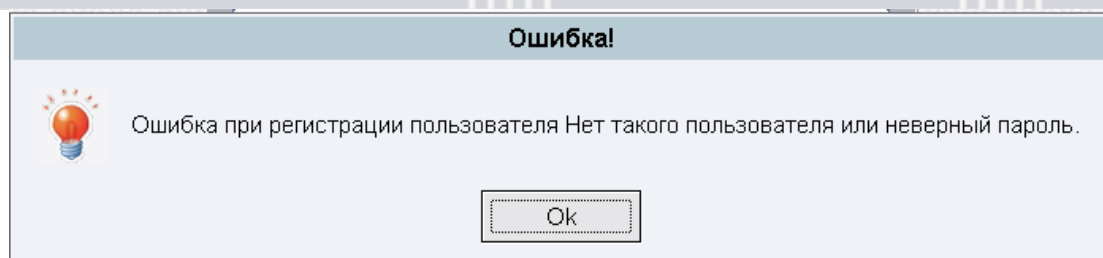 Ошибка!
Ошибка при регистрации пользователя Нет такого пользователя или неверный пароль.
Ok